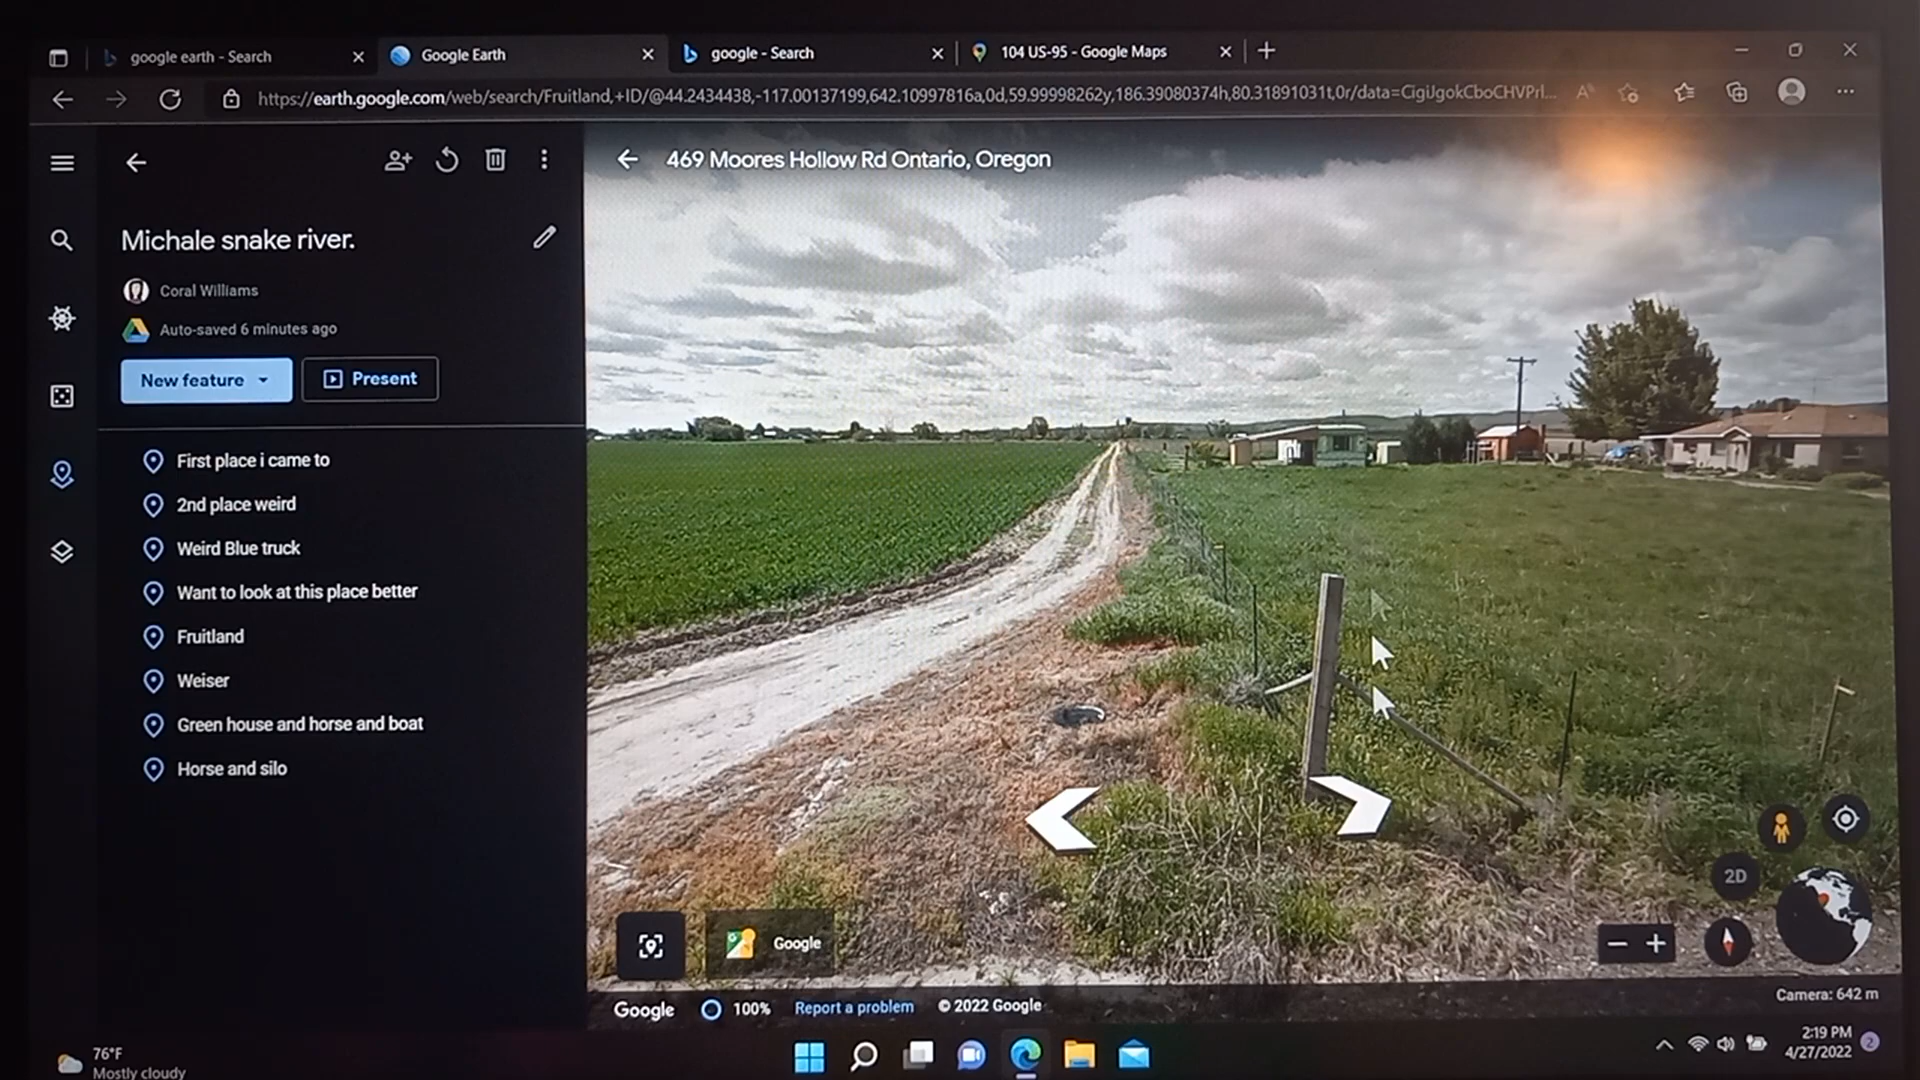 google earth - Search
Google Earth
google - Search
104 US-95 - Google Maps
https://earth.google.com/web/search/Fruitland,+ID/@44.2434438,-117.00137199,642.10997816a,0d,59.99998262y,186.39080374h,80.31891031t,0r/data=CigiJgokCboCHVPrl...
469 Moores Hollow Rd Ontario, Oregon
Michale snake river.
Coral Williams
Auto-saved 6 minutes ago
New feature
Present
First place i came to
2nd place weird
Weird Blue truck
Want to look at this place better
Fruitland
Weiser
Green house and horse and boat
Horse and silo
2D
Google
Google
100%
Report a problem
© 2022 Google
Camera: 642 m
76°F
Mostly cloudy
2:19 PM
4/27/2022
2